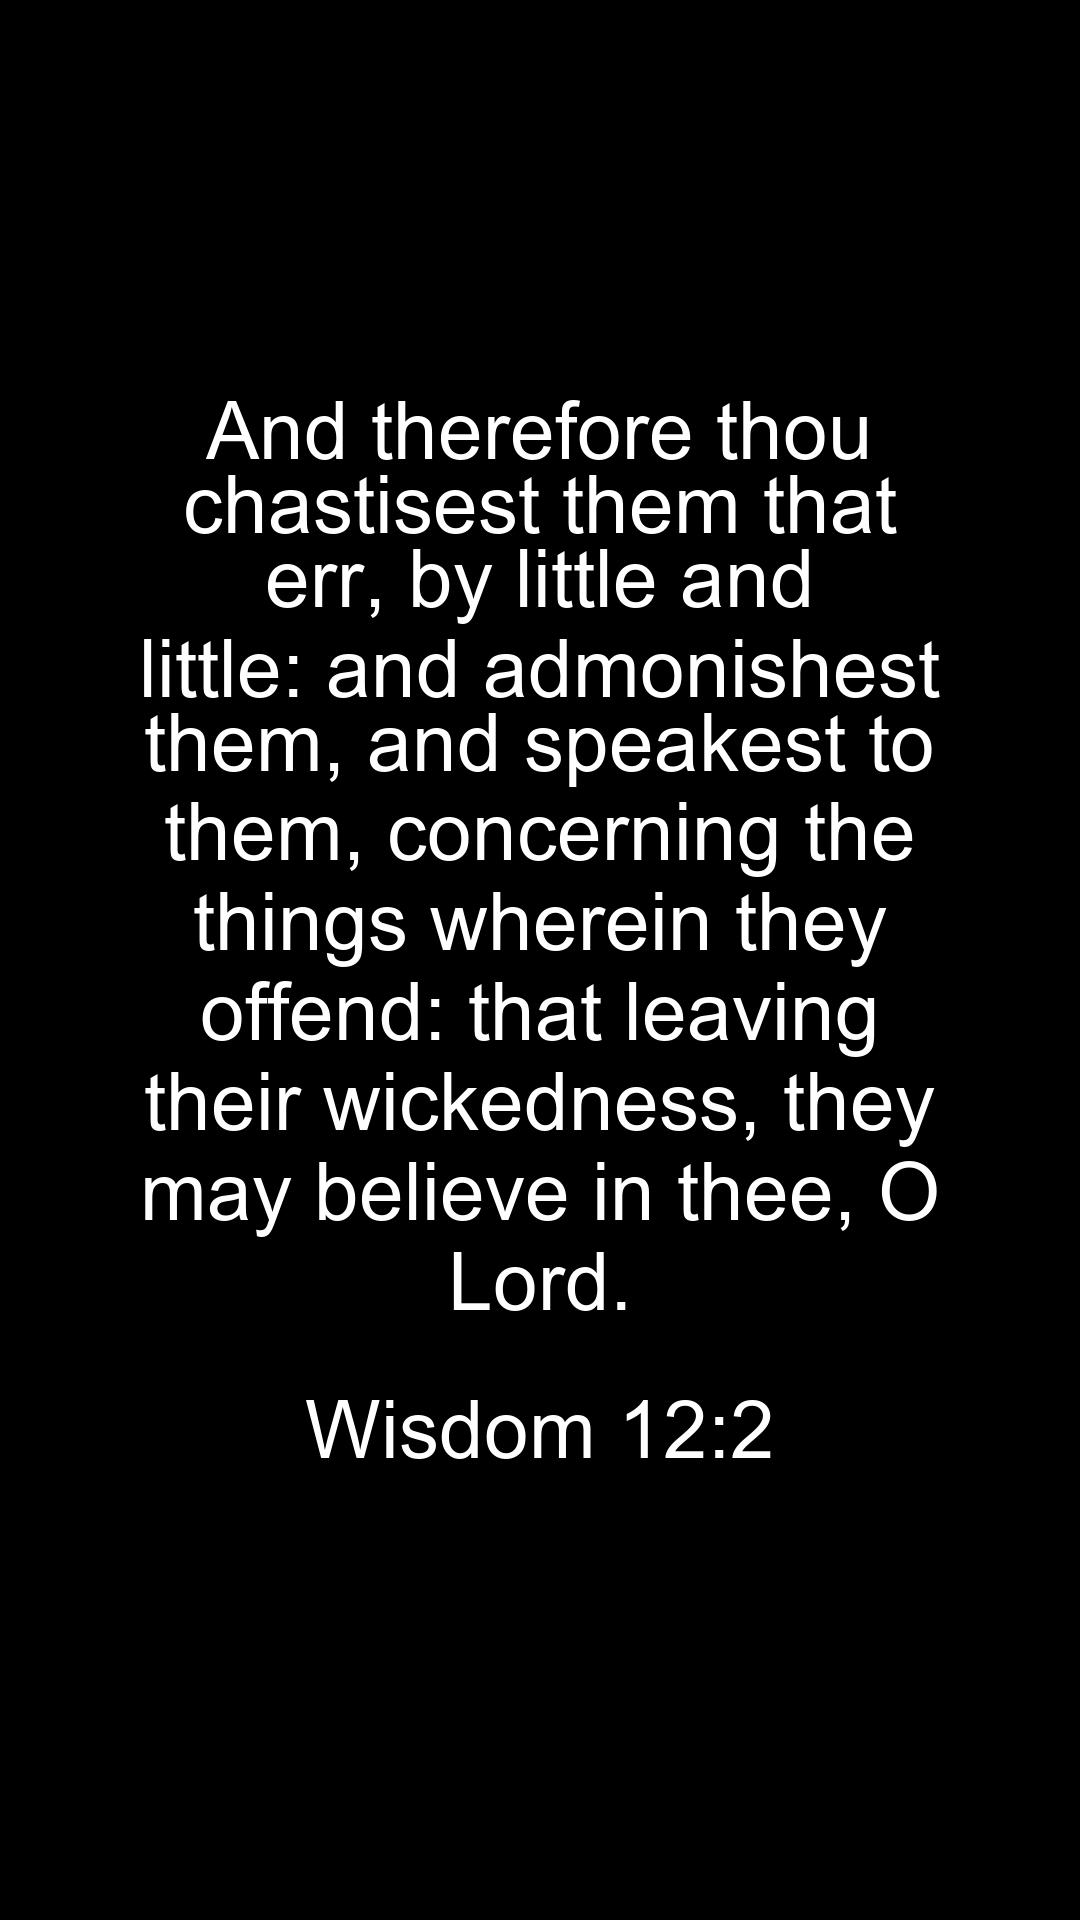 And therefore thou
chastisest them that
err, by little and
little: and admonishest
them, and speakest to
them, concerning the
things wherein they
offend: that leaving
their wickedness, they
may believe in thee, O
Lord.
Wisdom 12:2